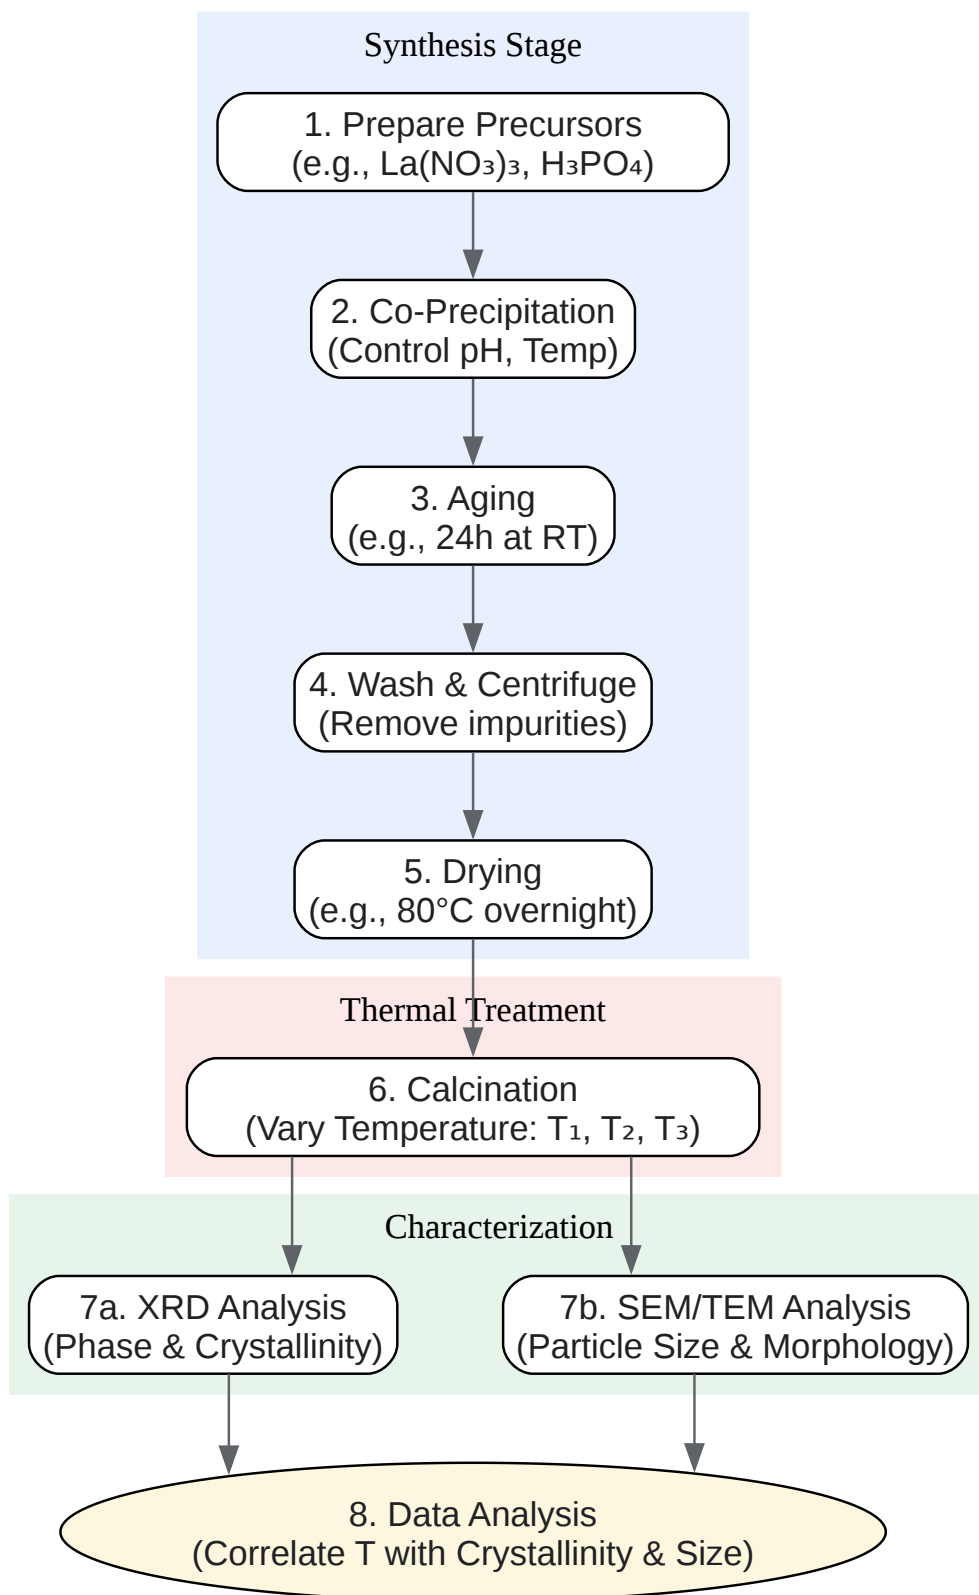 Synthesis Stage
1. Prepare Precursors
(e.g., La(NO₃)₃, H₃PO₄)
2. Co-Precipitation
(Control pH, Temp)
3. Aging
(e.g., 24h at RT)
4. Wash & Centrifuge
(Remove impurities)
5. Drying
(e.g., 80°C overnight)
Thermal Treatment
6. Calcination
(Vary Temperature: T₁, T₂, T₃)
Characterization
7a. XRD Analysis
(Phase & Crystallinity)
7b. SEM/TEM Analysis
(Particle Size & Morphology)
8. Data Analysis
(Correlate T with Crystallinity & Size)